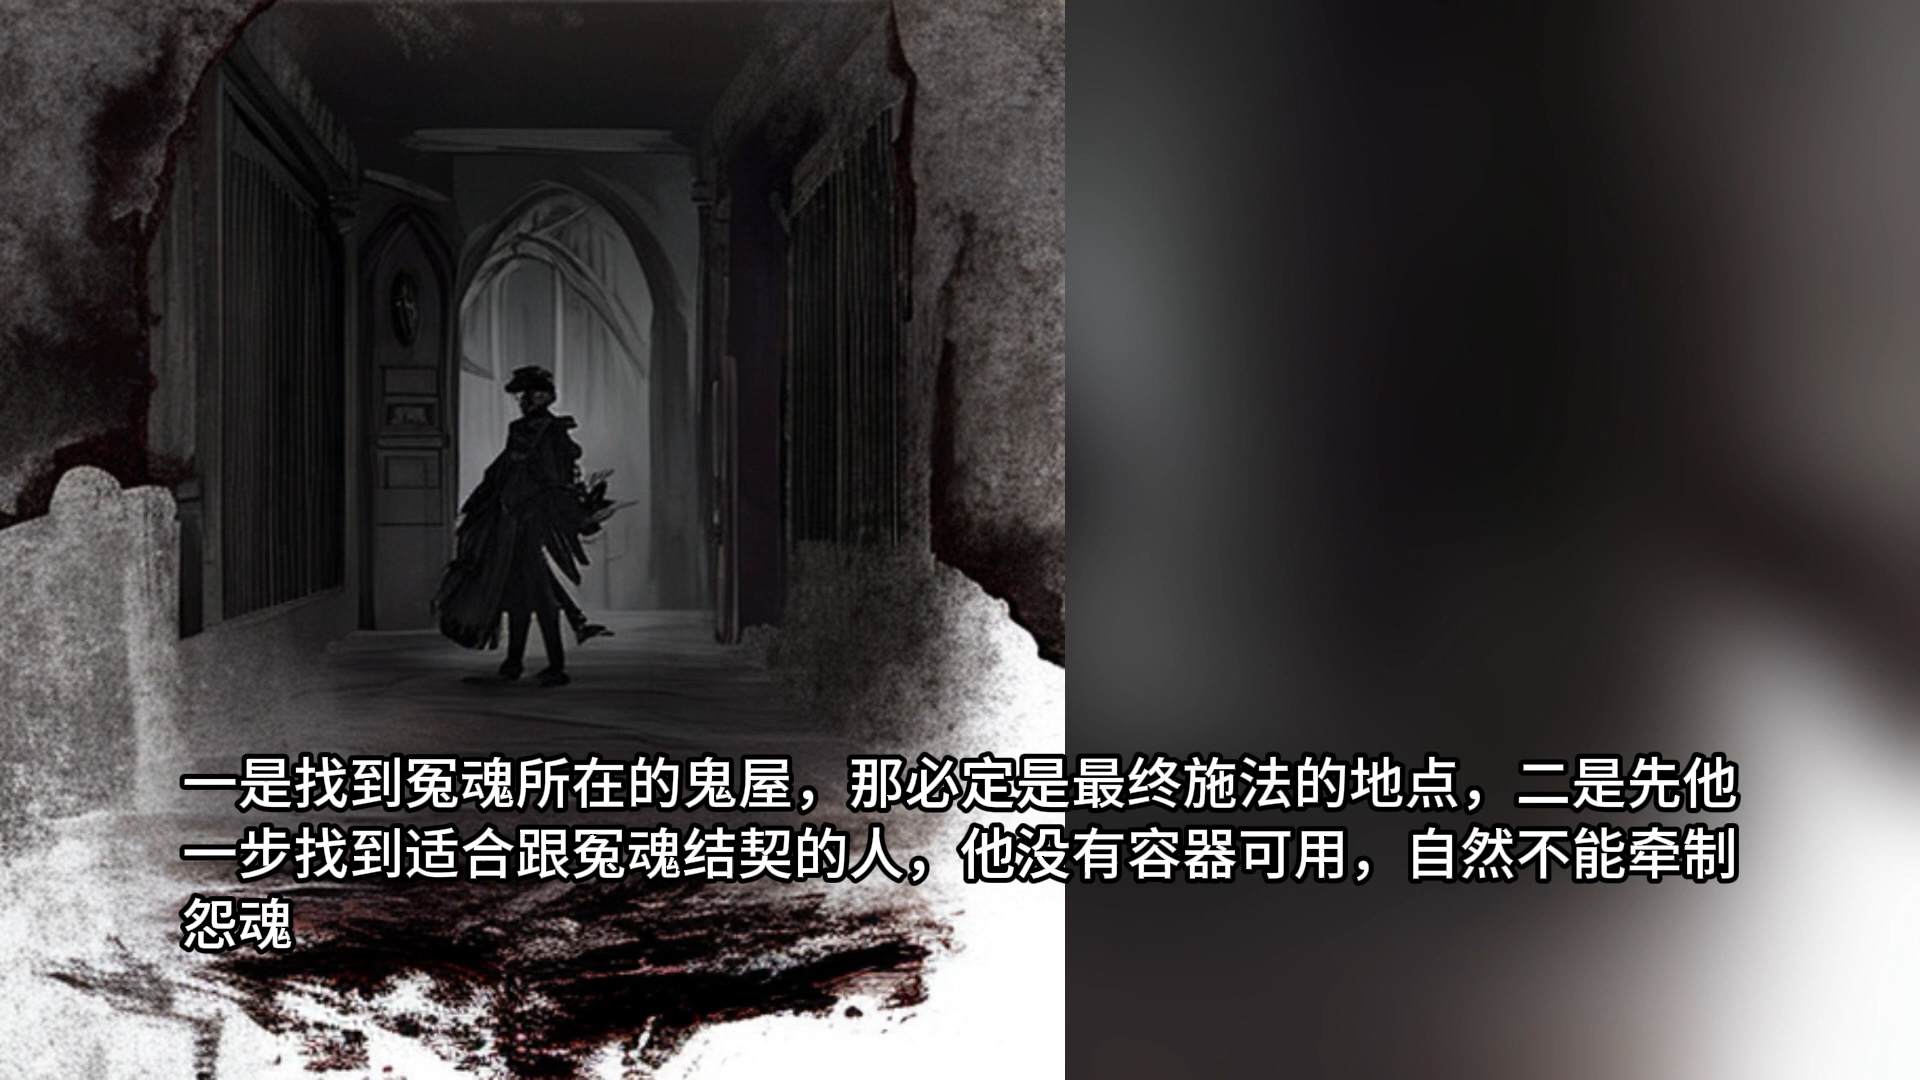 一是找到冤魂所在的鬼屋，那必定是最终施法的地点，二是先他
一步找到适合跟冤魂结契的人，他没有容器可用，自然不能牵制
怨魂